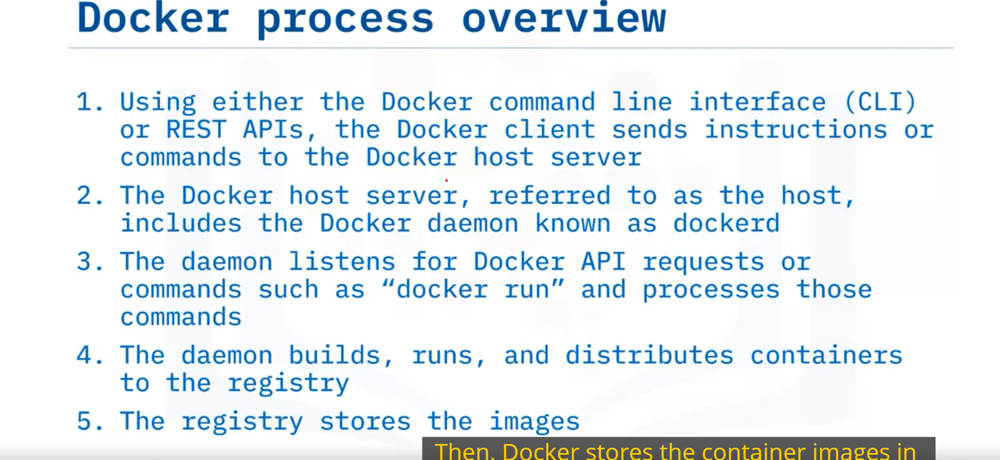 Docker process overview
1. Using either the Docker command line interface (CLI)
or REST APIs, the Docker client sends instructions or
commands to the Docker host server
2. The Docker host server, referred to as the host,
includes the Docker daemon known as dockerd
3. The daemon listens for Docker API requests or
commands such as “docker run” and processes those
commands
4. The daemon builds, runs, and distributes containers
to the registry
5. The registry stores the images
Then, Docker stores the container images in